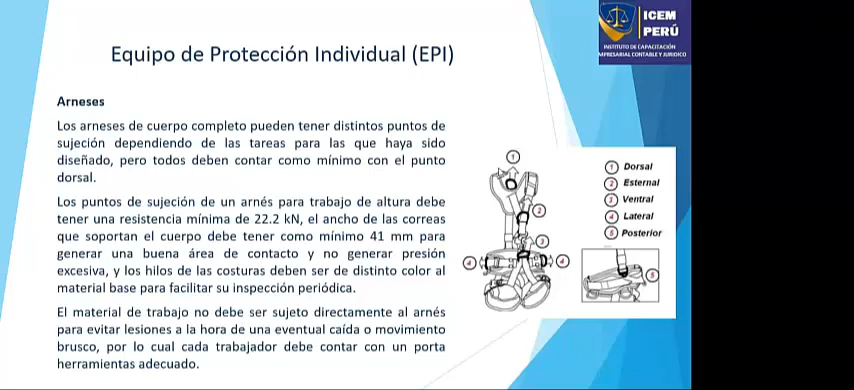 ICEM
PERÚ
INSTITUTO DE CAPACITACIÓN
EMPRESARIAL CONTABLE Y JURIDICO
Equipo de Protección Individual (EPI)
Arneses
Los arneses de cuerpo completo pueden tener distintos puntos de
sujeción dependiendo de las tareas para las que haya sido
diseñado, pero todos deben contar como mínimo con el punto
dorsal.
Los puntos de sujeción de un arnés para trabajo de altura debe
tener una resistencia mínima de 22.2 kN, el ancho de las correas
que soportan el cuerpo debe tener como mínimo 41 mm para
generar una buena área de contacto y no generar presión
excesiva, y los hilos de las costuras deben ser de distinto color al
material base para facilitar su inspección periódica.
El material de trabajo no debe ser sujeto directamente al arnés
para evitar lesiones a la hora de una eventual caída o movimiento
brusco, por lo cual cada trabajador debe contar con un porta
herramientas adecuado.
1
2
3
4
4
5
1 Dorsal
2 Esternal
3 Ventral
4 Lateral
5 Posterior